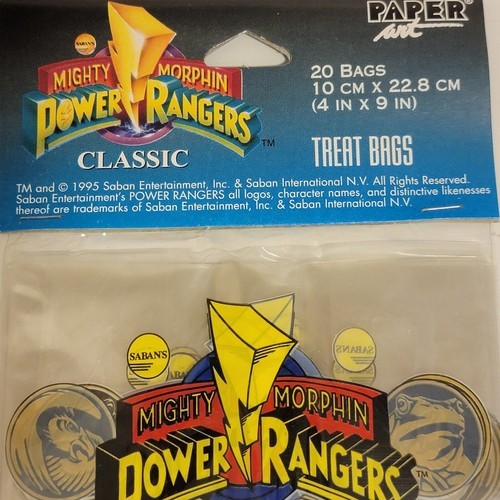 PAPER
art
SABAN'S
MIGHTY MORPHIN
POWER RANGERS
TM
CLASSIC
20 BAGS
10 CM X 22.8 CM
(4 IN X 9 IN)
TREAT BAGS
TM and © 1995 Saban Entertainment, Inc. & Saban International N.V. All Rights Reserved.
Saban Entertainment's POWER RANGERS all logos, character names, and distinctive likenesses
thereof are trademarks of Saban Entertainment, Inc. & Saban International N.V.
SABAN'S
SABAN'S
MIGHTY MORPHIN
POWER RANGERS
TM